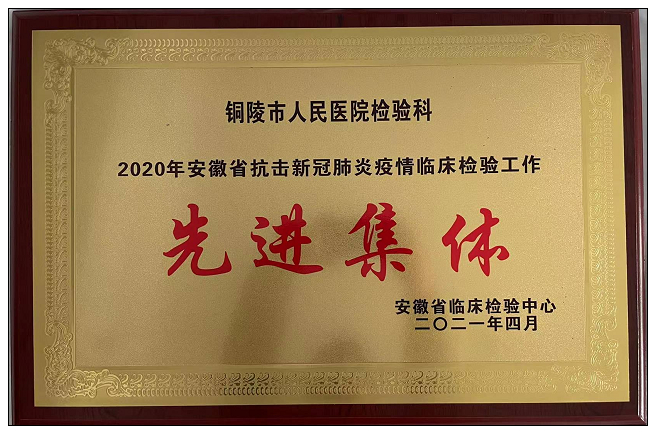 铜陵市人民医院检验科
2020年安徽省抗击新冠肺炎疫情临床检验工作
先进集体
安徽省临床检验中心
二〇二一年四月